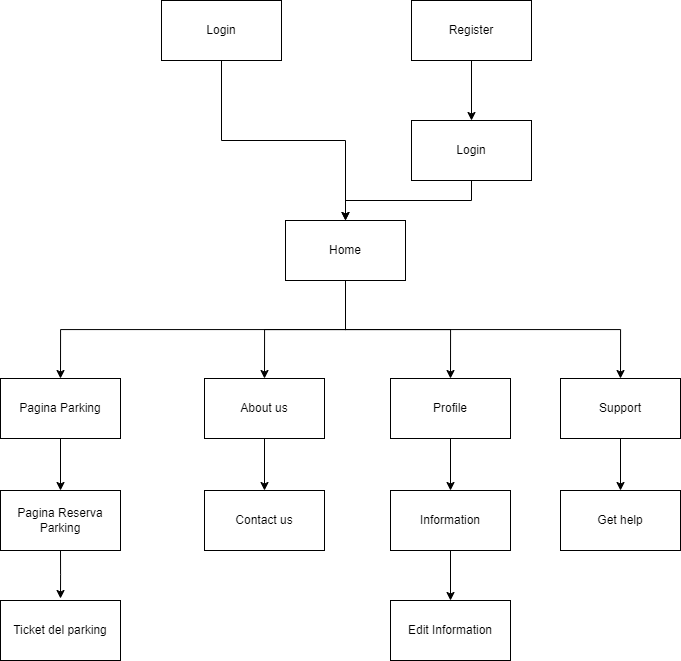 Login
Register
Login
Home
Pagina Parking
About us
Profile
Support
Pagina Reserva
Parking
Contact us
Information
Get help
Ticket del parking
Edit Information